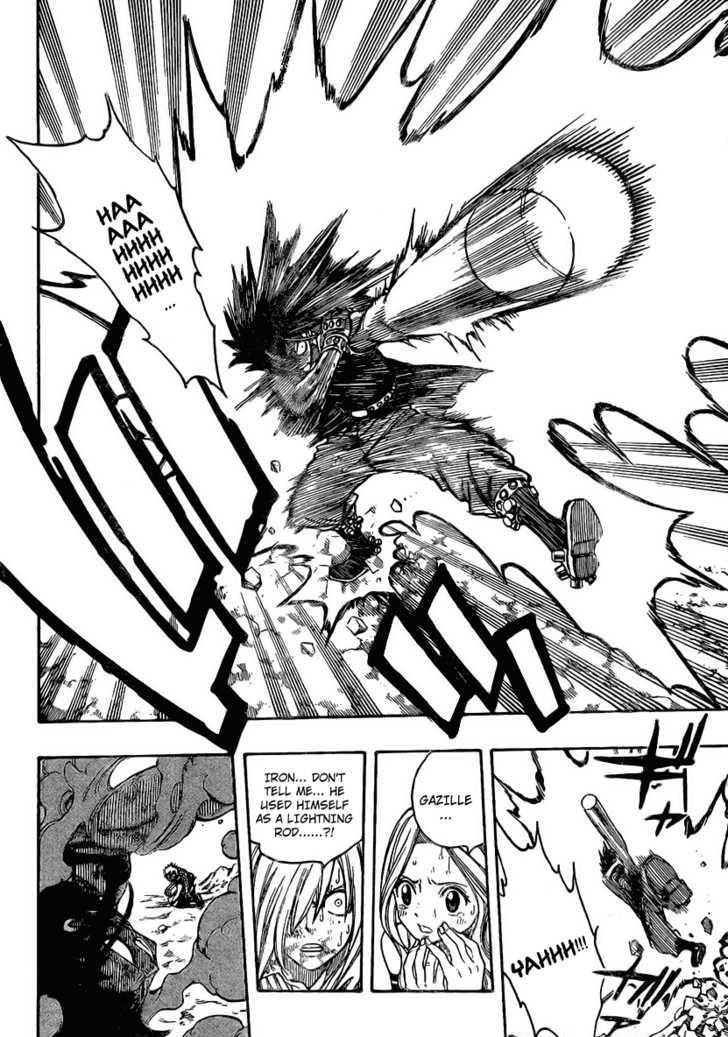 HAA
AAA
HHHH
HHHH
HHHH
...
YAHHH!!!
GAZILLE
...
IRON... DON'T
TELL ME... HE
USED HIMSELF
AS A LIGHTNING
ROD......?!